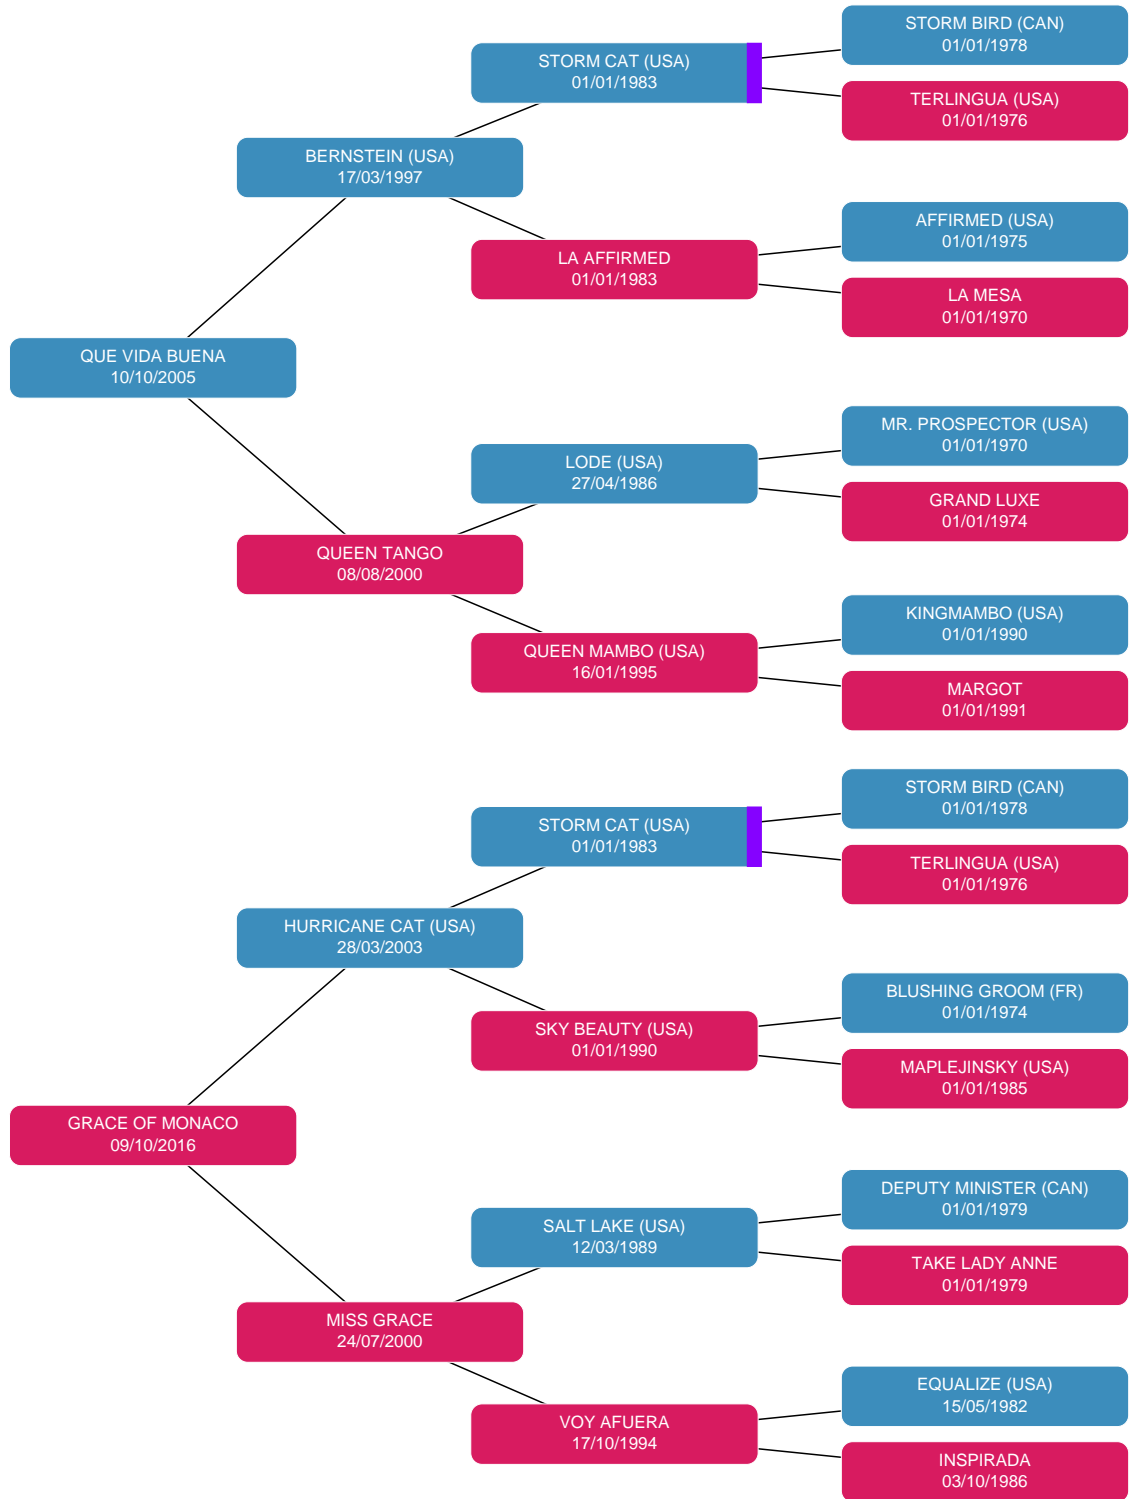 STORM BIRD (CAN)
01/01/1978
STORM CAT (USA)
01/01/1983
TERLINGUA (USA)
01/01/1976
BERNSTEIN (USA)
17/03/1997
AFFIRMED (USA)
01/01/1975
LA AFFIRMED
01/01/1983
LA MESA
01/01/1970
QUE VIDA BUENA
10/10/2005
MR. PROSPECTOR (USA)
01/01/1970
LODE (USA)
27/04/1986
GRAND LUXE
01/01/1974
QUEEN TANGO
08/08/2000
KINGMAMBO (USA)
01/01/1990
QUEEN MAMBO (USA)
16/01/1995
MARGOT
01/01/1991
STORM BIRD (CAN)
01/01/1978
STORM CAT (USA)
01/01/1983
TERLINGUA (USA)
01/01/1976
HURRICANE CAT (USA)
28/03/2003
BLUSHING GROOM (FR)
01/01/1974
SKY BEAUTY (USA)
01/01/1990
MAPLEJINSKY (USA)
01/01/1985
GRACE OF MONACO
09/10/2016
DEPUTY MINISTER (CAN)
01/01/1979
SALT LAKE (USA)
12/03/1989
TAKE LADY ANNE
01/01/1979
MISS GRACE
24/07/2000
EQUALIZE (USA)
15/05/1982
VOY AFUERA
17/10/1994
INSPIRADA
03/10/1986